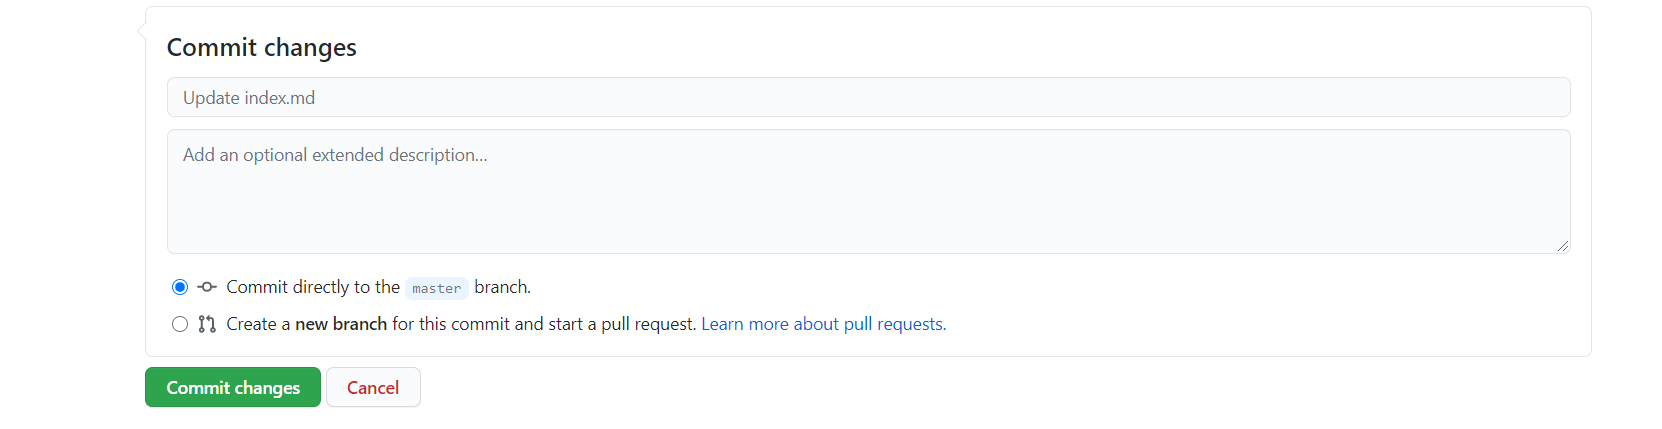 Commit changes
Update index.md
Add an optional extended description...
Commit directly to the master branch.
Create a new branch for this commit and start a pull request. Learn more about pull requests.
Commit changes Cancel